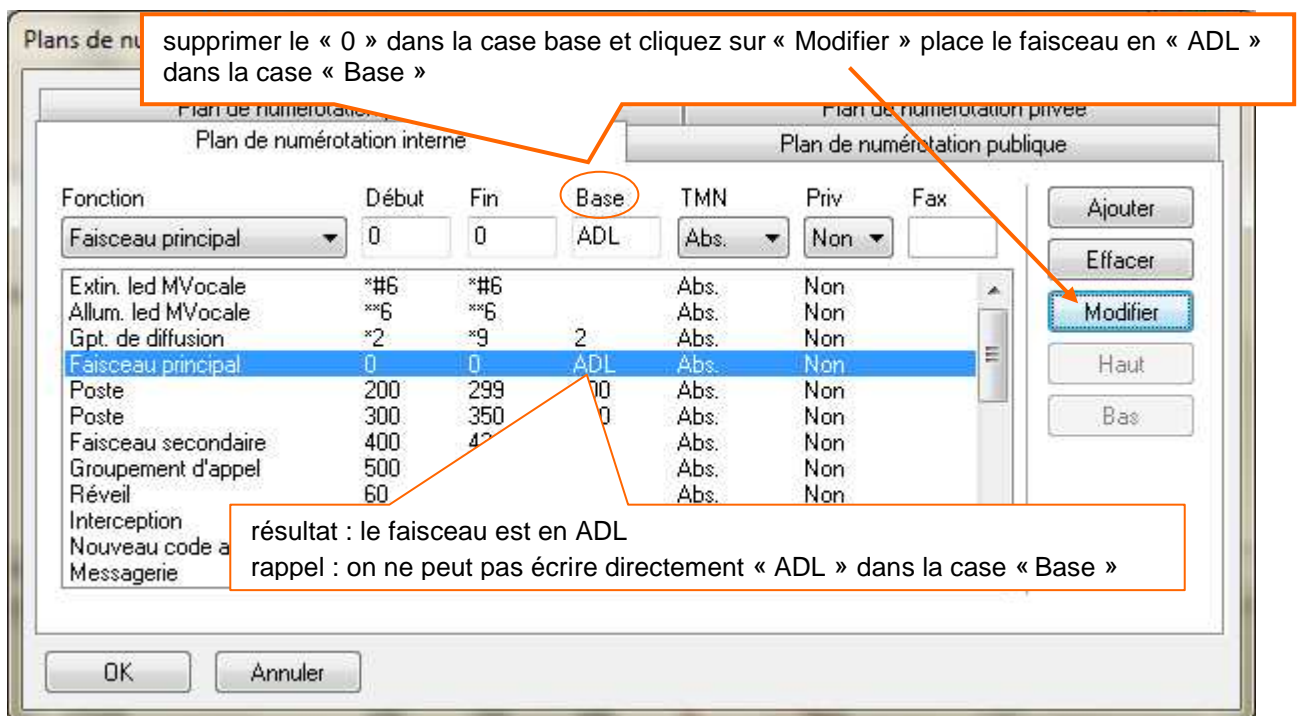 Plans de nu
supprimer le « 0 » dans la case base et cliquez sur « Modifier » place le faisceau en « ADL »
dans la case « Base »
Plan de numérotation privée
Plan de numérotation interne Plan de numérotation publique
Fonction Début Fin Base TMN Priv Fax
Faisceau principal 0 0 ADL Abs. Non
Ajouter
Effacer
Modifier
Haut
Bas
Extin. led MVocale *#6 *#6 Abs. Non
Allum. led MVocale **6 **6 Abs. Non
Gpt. de diffusion *2 *9 2 Abs. Non
Faisceau principal 0 0 ADL Abs. Non
Poste 200 299 Abs. Non
Poste 300 350 Abs. Non
Faisceau secondaire 400 Abs. Non
Groupement d'appel 500 Abs. Non
Réveil 60 Abs. Non
Interception
Nouveau code a
Messagerie
résultat : le faisceau est en ADL
rappel : on ne peut pas écrire directement « ADL » dans la case « Base »
OK Annuler